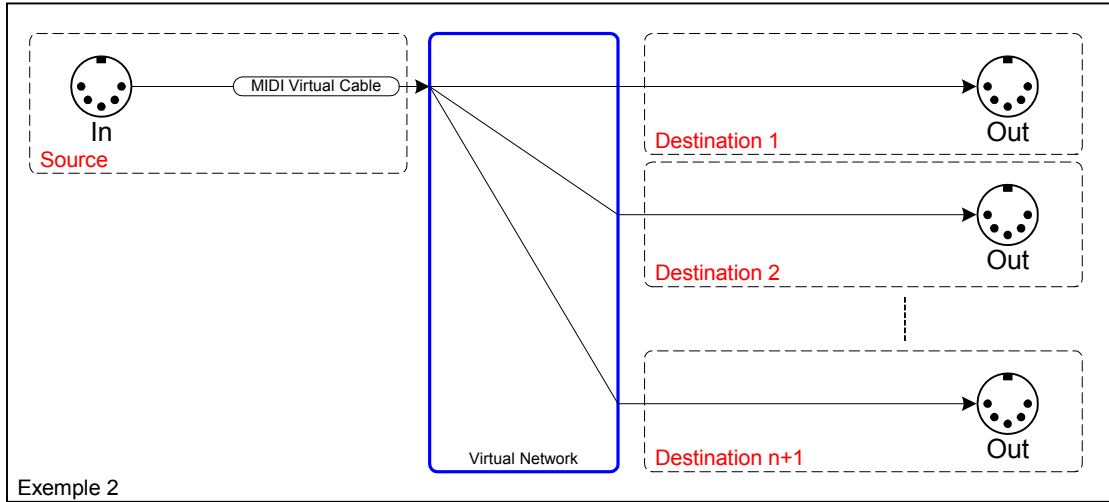 MIDI Virtual Cable
In
Source
Out
Destination 1
Out
Destination 2
Out
Destination n+1
Virtual Network
Exemple 2